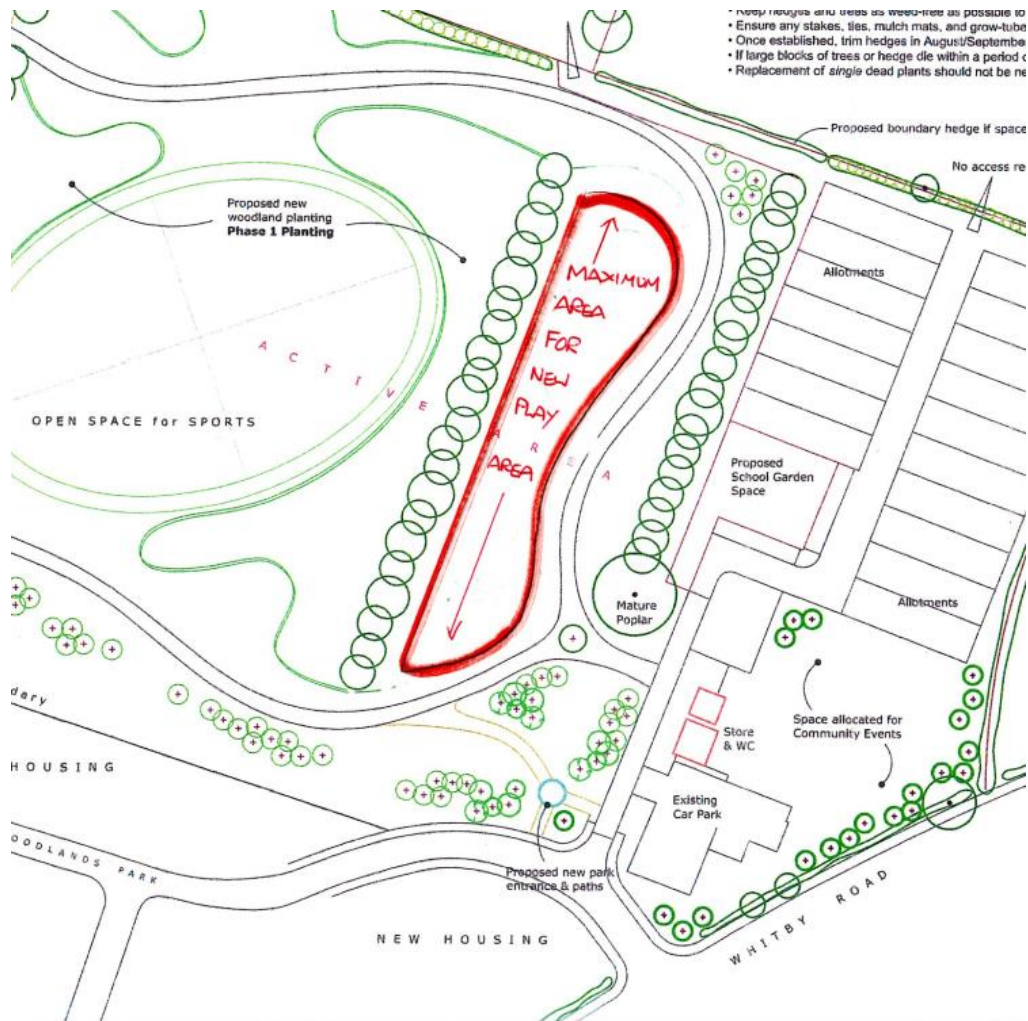 • Keep hedges and trees as weed-free as possible to
• Ensure any stakes, ties, mulch mats, and grow-tube
• Once established, trim hedges in August/Septembe
• If large blocks of trees or hedge die within a period
• Replacement of single dead plants should not be ne
Proposed boundary hedge if space
No access re
Proposed new
woodland planting
Phase 1 Planting
MAXIMUM
AREA
FOR
NEW
PLAY
AREA
Allotments
ACTIVE AREA
OPEN SPACE for SPORTS
Proposed
School Garden
Space
Mature
Poplar
Allotments
dary
HOUSING
Store
& WC
Space allocated for
Community Events
Existing
Car Park
OODLANDS PARK
Proposed new park
entrance & paths
NEW HOUSING
WHITBY ROAD